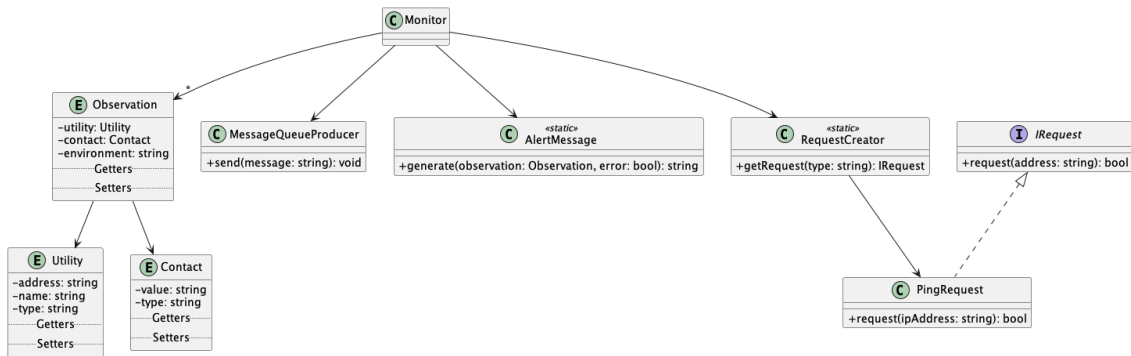 C Monitor
*
E Observation
-utility: Utility
-contact: Contact
-environment: string
Getters
Setters
C MessageQueueProducer
+send(message: string): void
«static»
C AlertMessage
+generate(observation: Observation, error: bool): string
«static»
C RequestCreator
+getRequest(type: string): IRequest
I IRequest
+request(address: string): bool
E Utility
-address: string
-name: string
-type: string
Getters
Setters
E Contact
-value: string
-type: string
Getters
Setters
C PingRequest
+request(ipAddress: string): bool